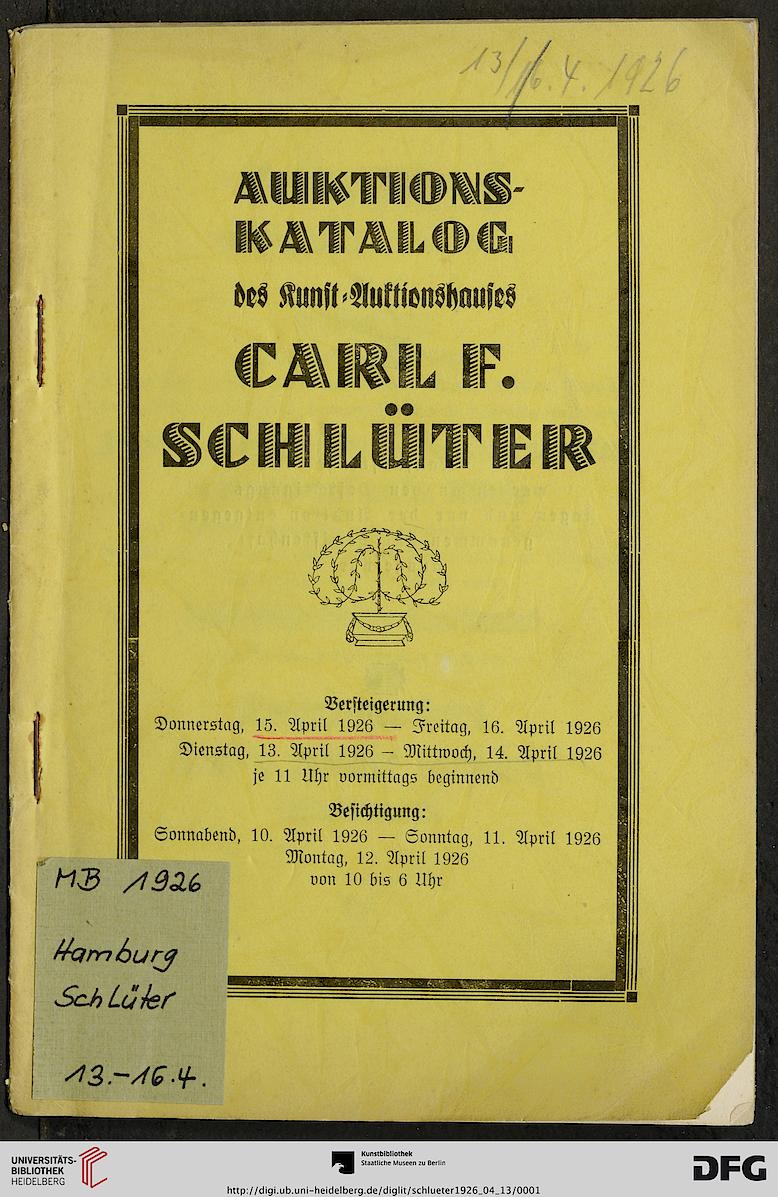 13/16. 4. 1926
AUKTIONS-
KATALOG
des Kunst-Auktionshauses
CARL F.
SCHLÜTER
Versteigerung:
Donnerstag, 15. April 1926 — Freitag, 16. April 1926
Dienstag, 13. April 1926 — Mittwoch, 14. April 1926
je 11 Uhr vormittags beginnend
Besichtigung:
Sonnabend, 10. April 1926 — Sonntag, 11. April 1926
Montag, 12. April 1926
von 10 bis 6 Uhr
MB 1926
Hamburg
Schlüter
13.-16.4.
UNIVERSITÄTS-
BIBLIOTHEK
HEIDELBERG
Kunstbibliothek
Staatliche Museen zu Berlin
DFG
http://digi.ub.uni-heidelberg.de/diglit/schlueter1926_04_13/0001